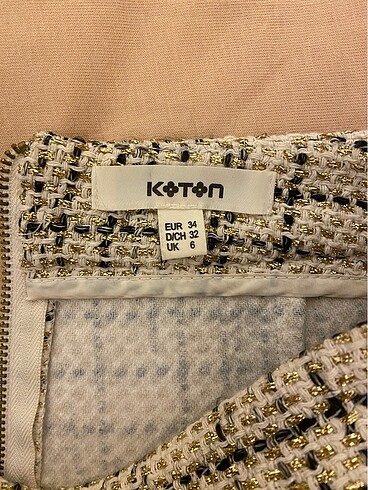 KOTON
EUR 34
D/CH 32
UK 6